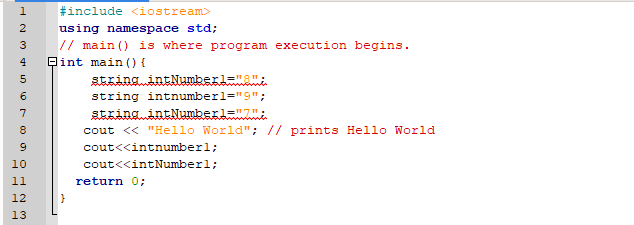 1 #include <iostream>
2 using namespace std;
3 // main() is where program execution begins.
4 int main(){
5 string intNumber1="8";
6 string intnumber1="9";
7 string intNumber1="7";
8 cout << "Hello World"; // prints Hello World
9 cout<<intnumber1;
10 cout<<intNumber1;
11 return 0;
12 }
13